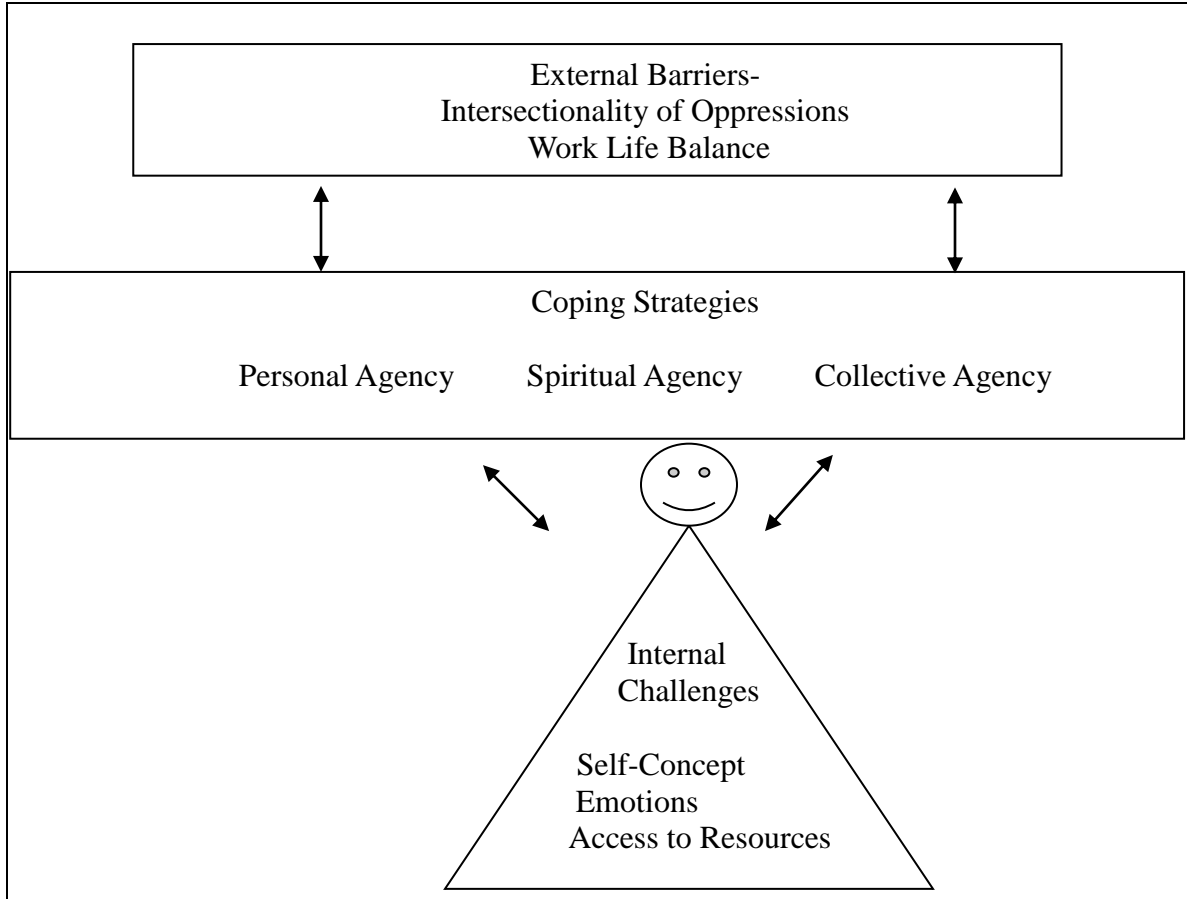 External Barriers-
Intersectionality of Oppressions
Work Life Balance
Coping Strategies
Personal Agency Spiritual Agency Collective Agency
Internal
Challenges
Self-Concept
Emotions
Access to Resources